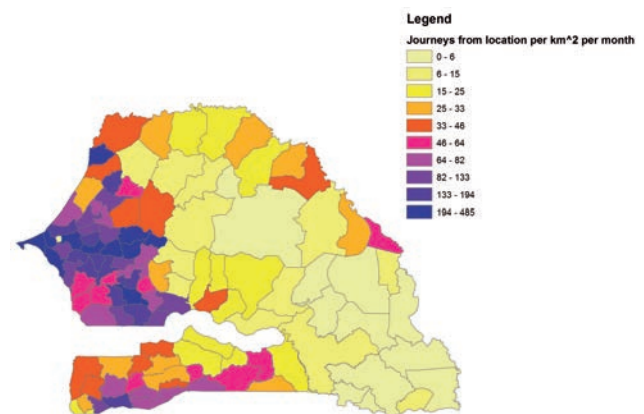 Legend
Journeys from location per km^2 per month
0 - 6
6 - 15
15 - 25
25 - 33
33 - 46
46 - 64
64 - 82
82 - 133
133 - 194
194 - 485